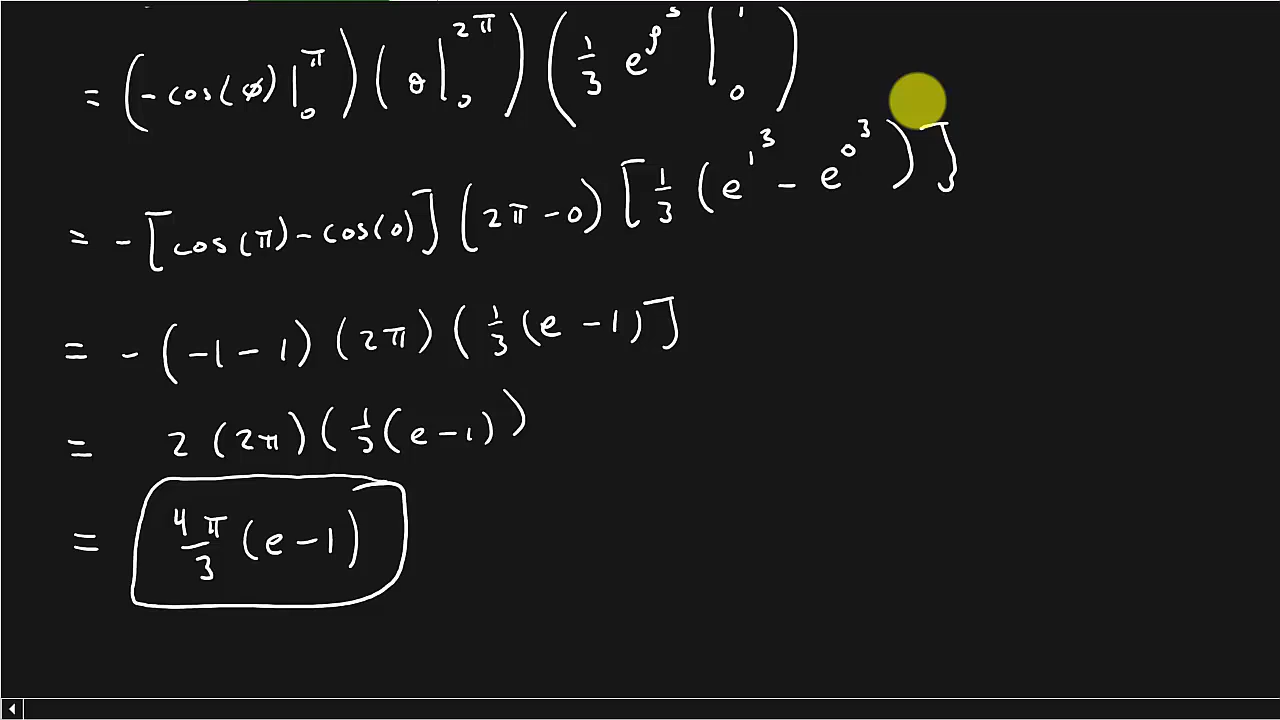 = (-cos(φ)|₀^π)(θ|₀^2π)(1/3 e^ρ³|₀^1)
= -[cos(π)-cos(0)](2π-0)[1/3(e^1³ - e^0³)]
= -(-1-1)(2π)(1/3(e-1)]
= 2(2π)(1/3(e-1))
= 4π/3 (e-1)